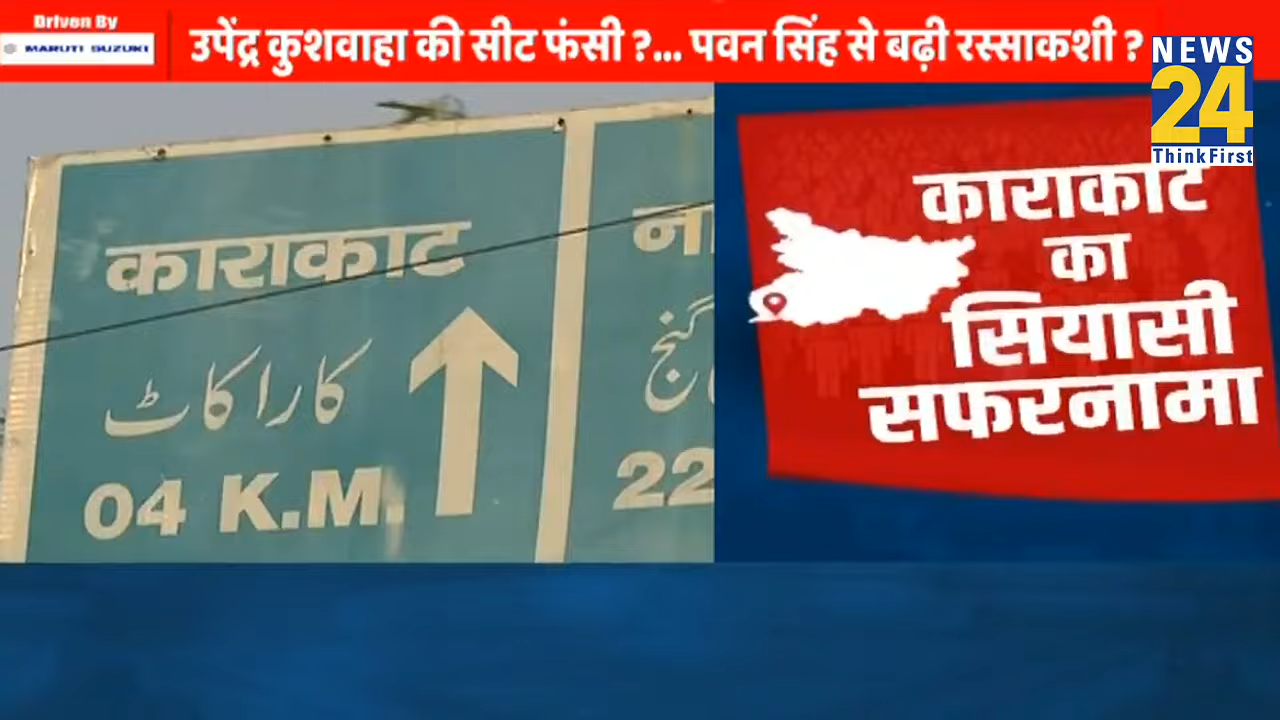 Driven By
MARUTI SUZUKI
उपेंद्र कुशवाहा की सीट फंसी ?... पवन सिंह से बढ़ी रस्साकशी ?
NEWS
24
ThinkFirst
काराकाट
کاراکاٹ
04 K.M.
22
काराकाट
का
सियासी
सफरनामा